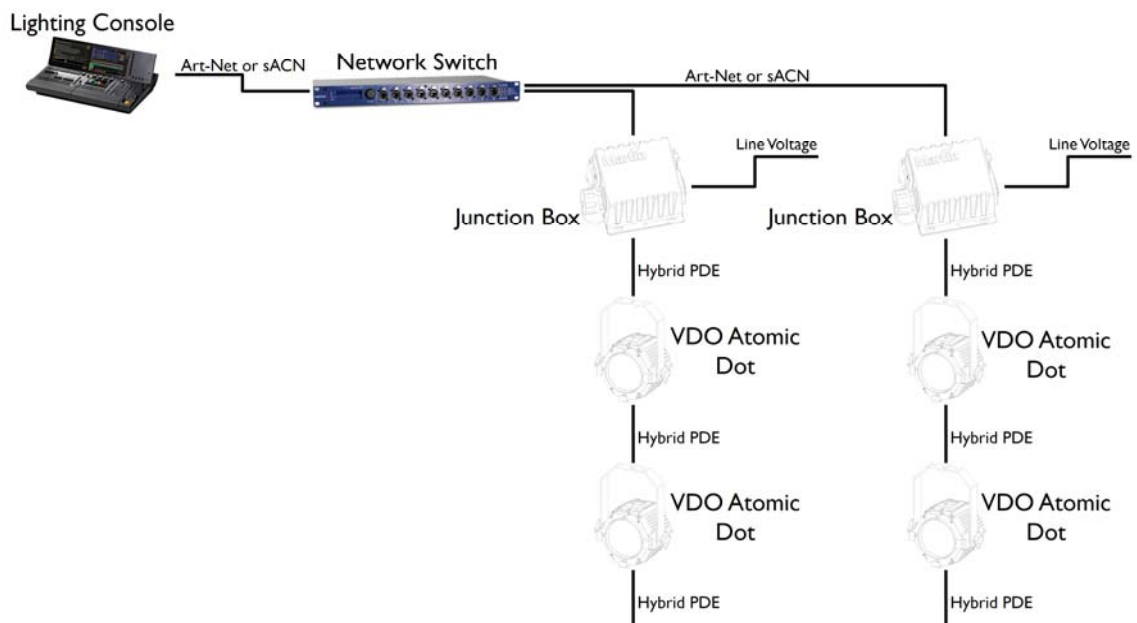 Lighting Console
Art-Net or sACN
Network Switch
Art-Net or sACN
Line Voltage
Line Voltage
Martin
Martin
Junction Box
Junction Box
Hybrid PDE
Hybrid PDE
VDO Atomic
Dot
VDO Atomic
Dot
Hybrid PDE
Hybrid PDE
VDO Atomic
Dot
VDO Atomic
Dot
Hybrid PDE
Hybrid PDE